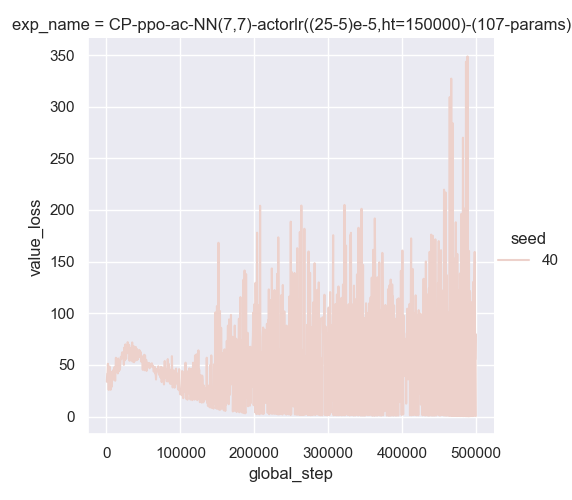 exp_name = CP-ppo-ac-NN(7,7)-actorlr((25-5)e-5,ht=150000)-(107-params)
350
300
250
200
150
100
50
0
value_loss
0 100000 200000 300000 400000 500000
global_step
seed
40